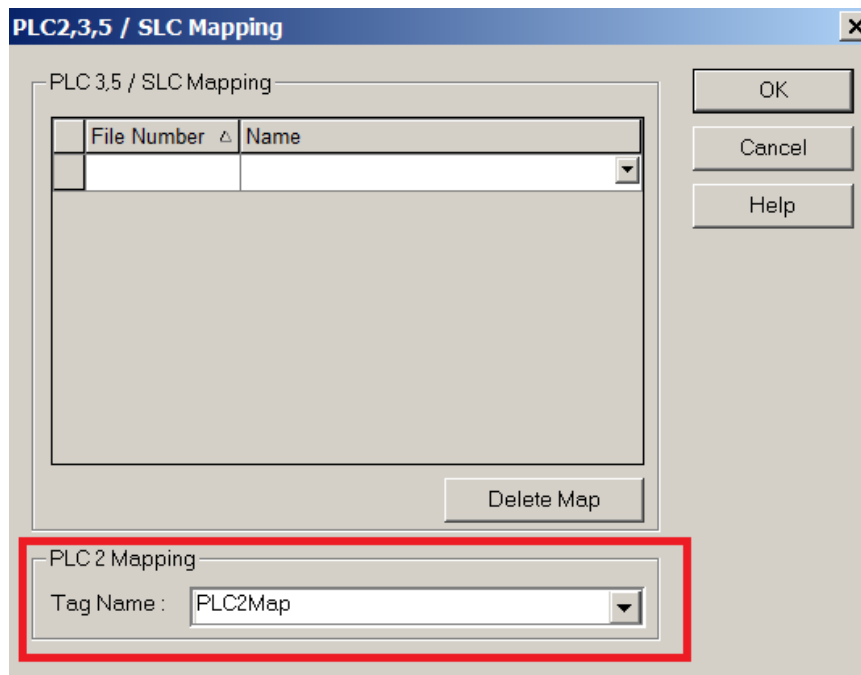 PLC2,3,5 / SLC Mapping
PLC 3,5 / SLC Mapping
File Number Name
Delete Map
PLC 2 Mapping
Tag Name : PLC2Map
OK
Cancel
Help